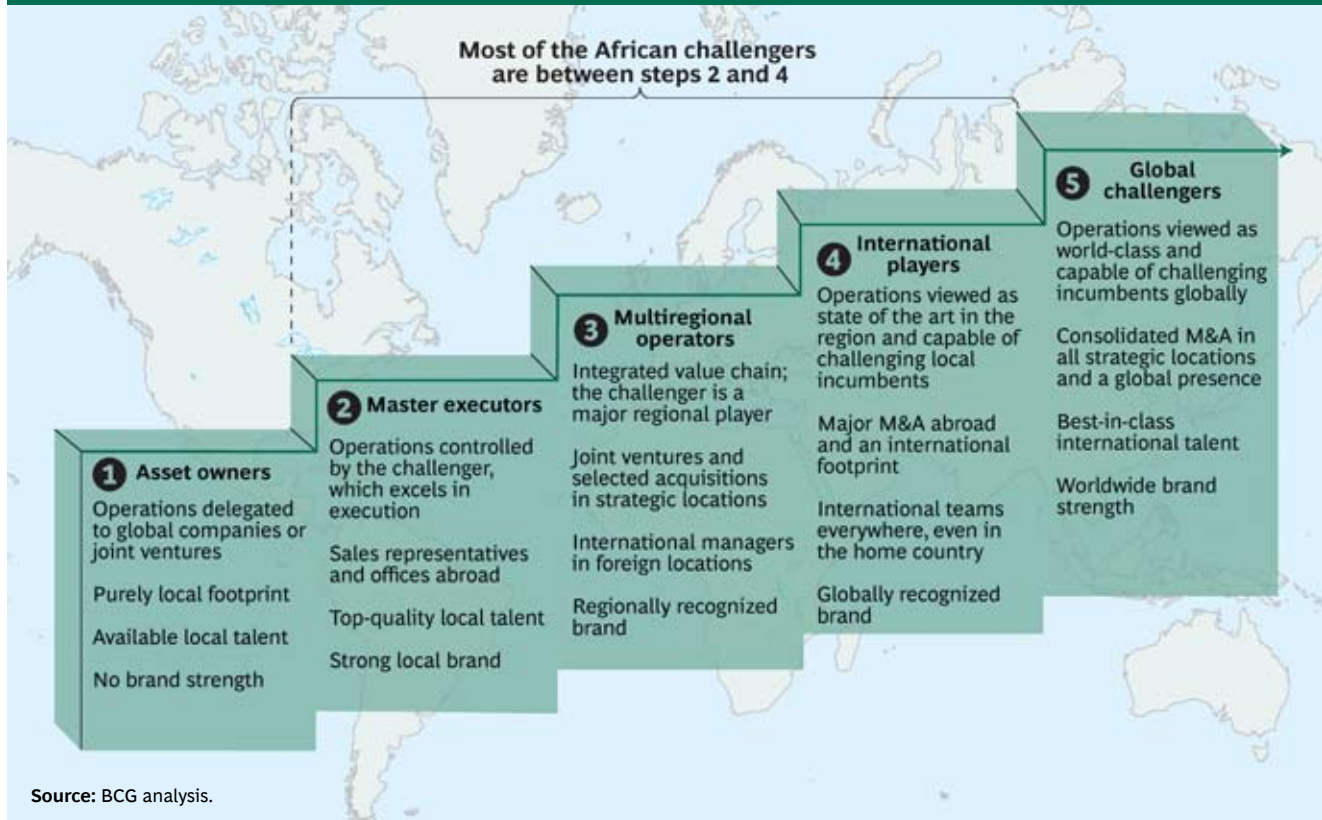 Most of the African challengers
are between steps 2 and 4
1 Asset owners
Operations delegated
to global companies or
joint ventures
Purely local footprint
Available local talent
No brand strength
2 Master executors
Operations controlled
by the challenger,
which excels in
execution
Sales representatives
and offices abroad
Top-quality local talent
Strong local brand
3 Multiregional
operators
Integrated value chain;
the challenger is a
major regional player
Joint ventures and
selected acquisitions
in strategic locations
International managers
in foreign locations
Regionally recognized
brand
4 International
players
Operations viewed as
state of the art in the
region and capable of
challenging local
incumbents
Major M&A abroad
and an international
footprint
International teams
everywhere, even in
the home country
Globally recognized
brand
5 Global
challengers
Operations viewed as
world-class and
capable of challenging
incumbents globally
Consolidated M&A in
all strategic locations
and a global presence
Best-in-class
international talent
Worldwide brand
strength
Source: BCG analysis.